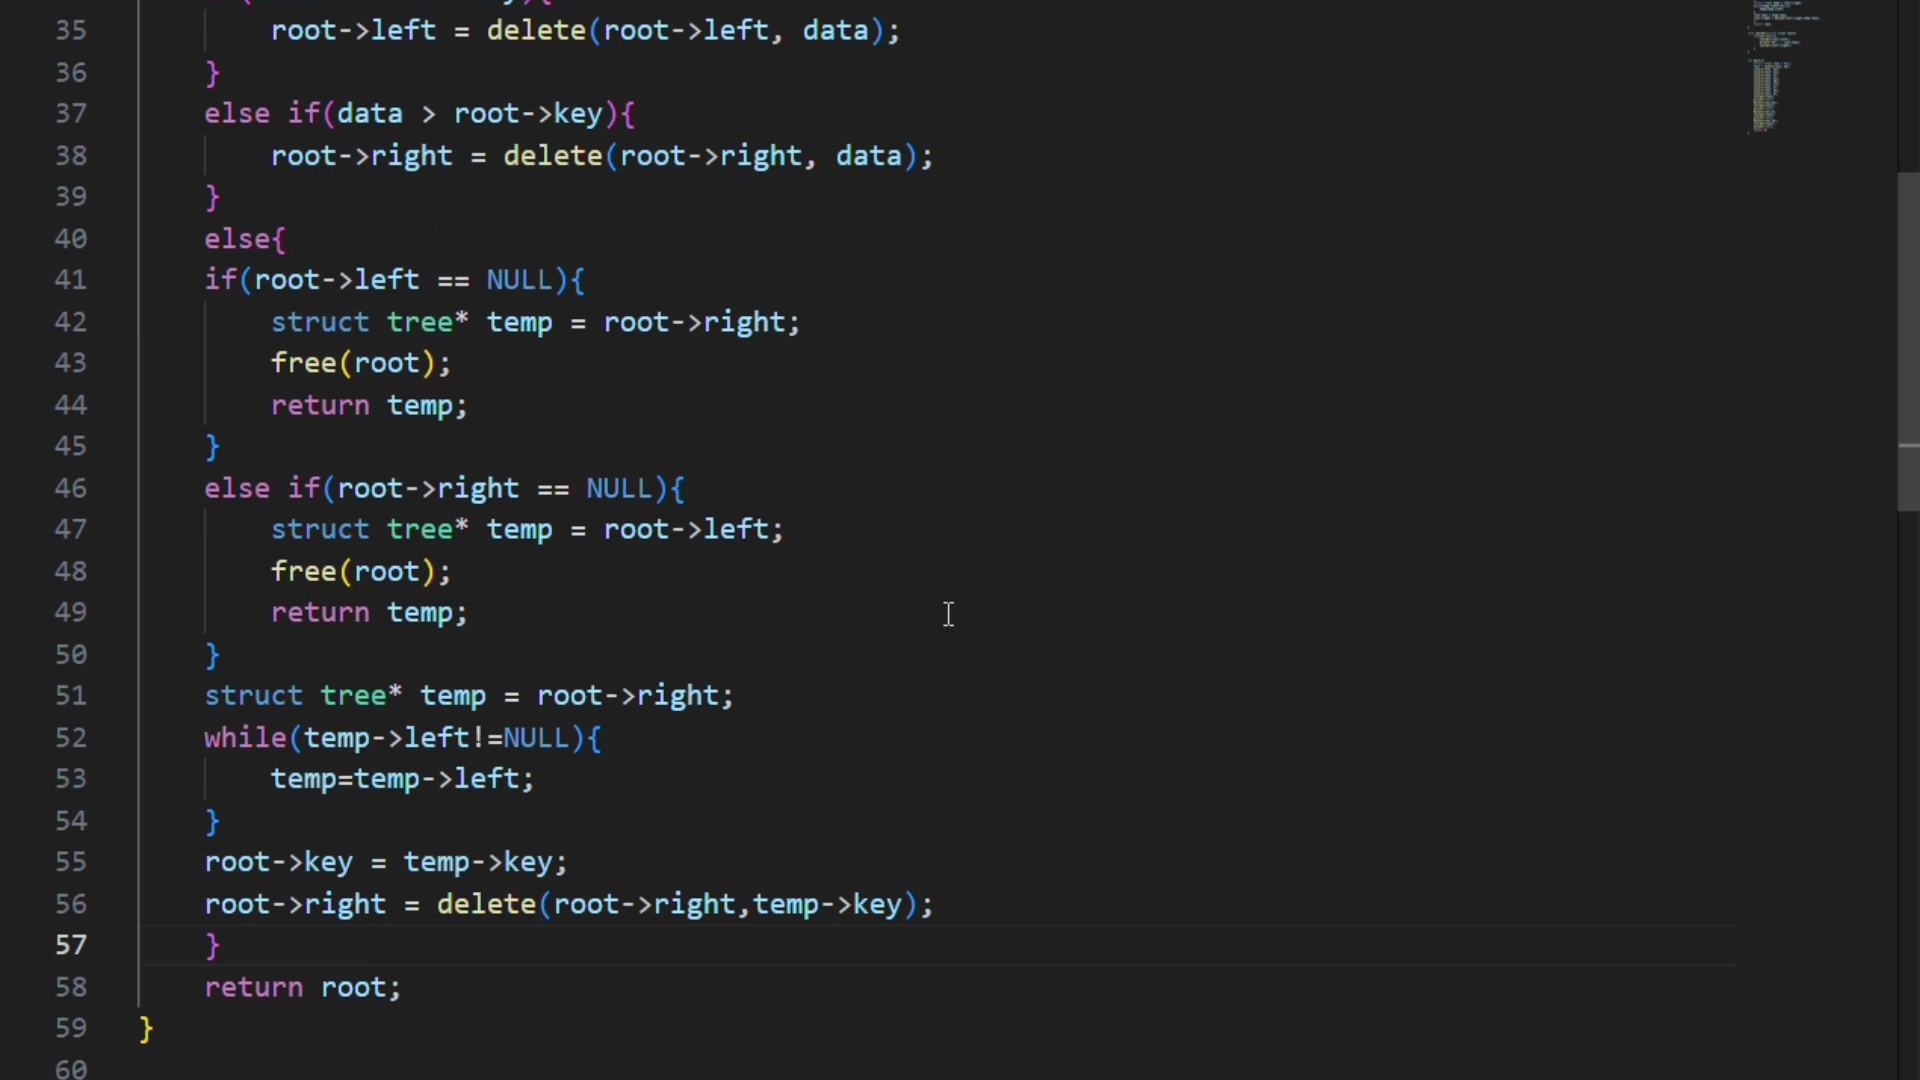 35 root->left = delete(root->left, data);
36 }
37 else if(data > root->key){
38 root->right = delete(root->right, data);
39 }
40 else{
41 if(root->left == NULL){
42 struct tree* temp = root->right;
43 free(root);
44 return temp;
45 }
46 else if(root->right == NULL){
47 struct tree* temp = root->left;
48 free(root);
49 return temp;
50 }
51 struct tree* temp = root->right;
52 while(temp->left!=NULL){
53 temp=temp->left;
54 }
55 root->key = temp->key;
56 root->right = delete(root->right,temp->key);
57 }
58 return root;
59 }
60